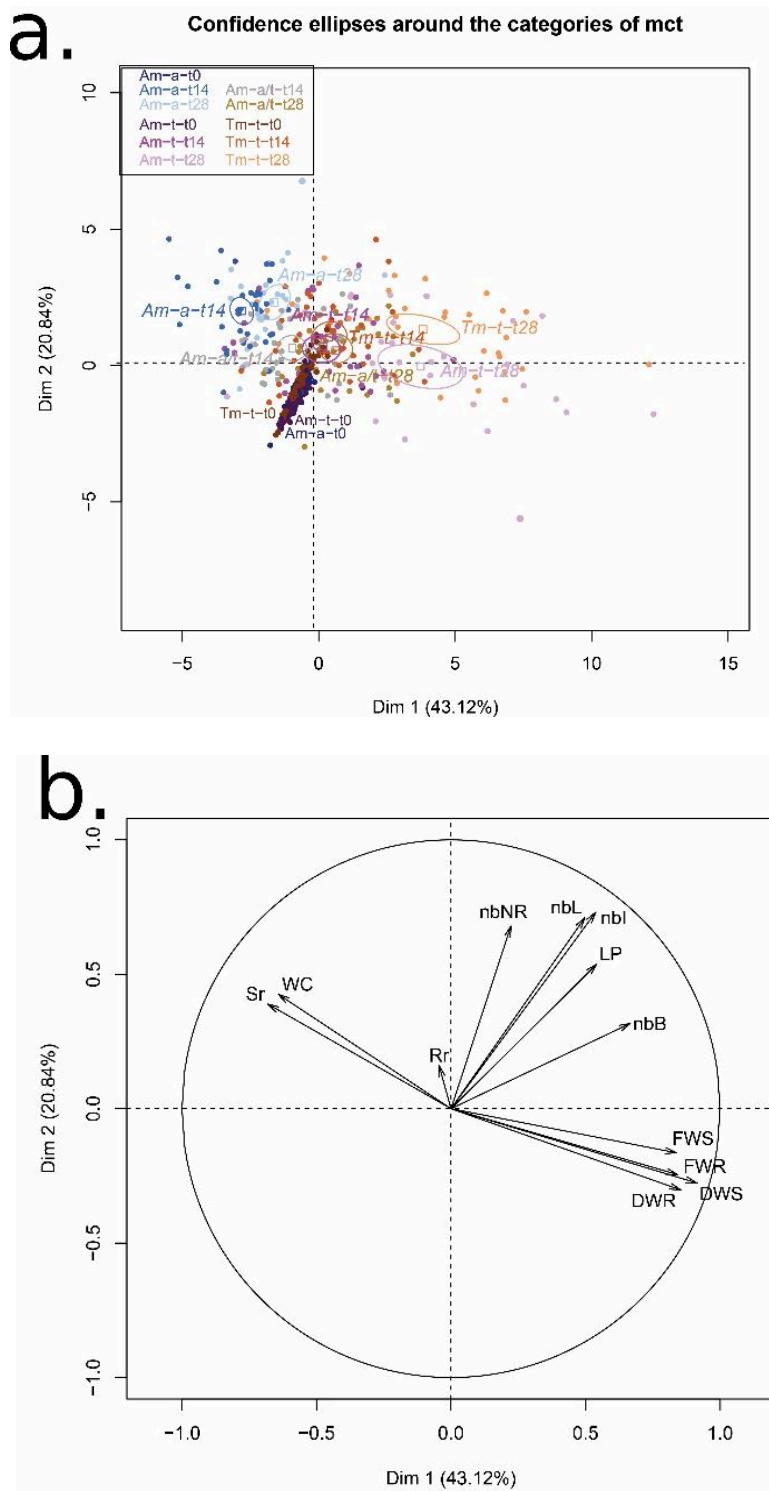 a.
Confidence ellipses around the categories of mct
Am-a-t0
Am-a-t14 Am-a/t-t14
Am-a-t28 Am-a/t-t28
Am-t-t0 Tm-t-t0
Am-t-t14 Tm-t-t14
Am-t-t28 Tm-t-t28
10
5
0
-5
Dim 2 (20.84%)
Am-a-t28
Am-a-t14
Am-t-t14
Tm-t-t28
Tm-t-t14
Am-a/t-t14
Am-a/t-t28
Am-t-t28
Tm-t-t0
Am-t-t0
Am-a-t0
-5 0 5 10 15
Dim 1 (43.12%)
b.
1.0
0.5
0.0
-0.5
-1.0
Dim 2 (20.84%)
nbNR
nbL
nbI
LP
Sr
WC
nbB
Rr
FWS
FWR
DWR
DWS
-1.0 -0.5 0.0 0.5 1.0
Dim 1 (43.12%)